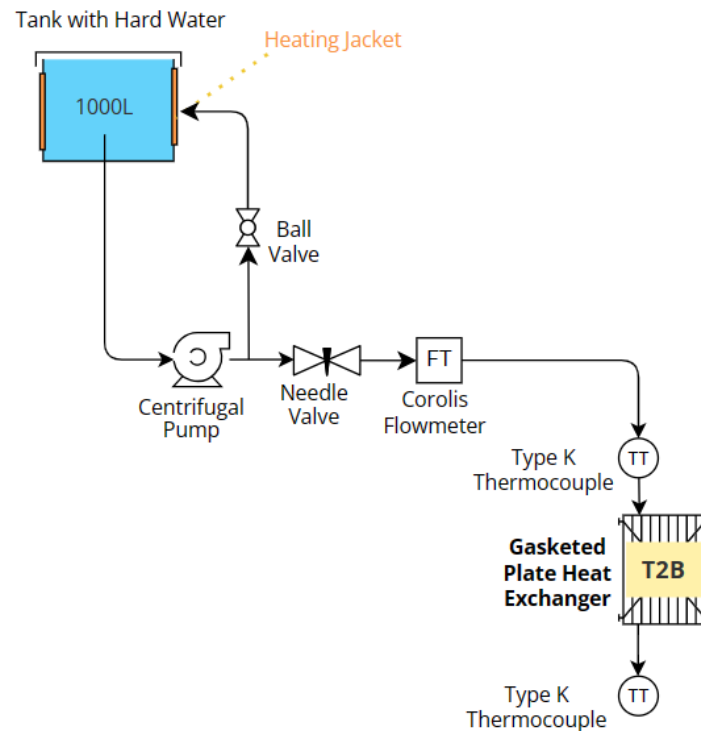 Tank with Hard Water
Heating Jacket
1000L
Ball
Valve
Centrifugal
Pump
Needle
Valve
FT
Corolis
Flowmeter
Type K
Thermocouple
TT
Gasketed
Plate Heat
Exchanger
T2B
Type K
Thermocouple
TT